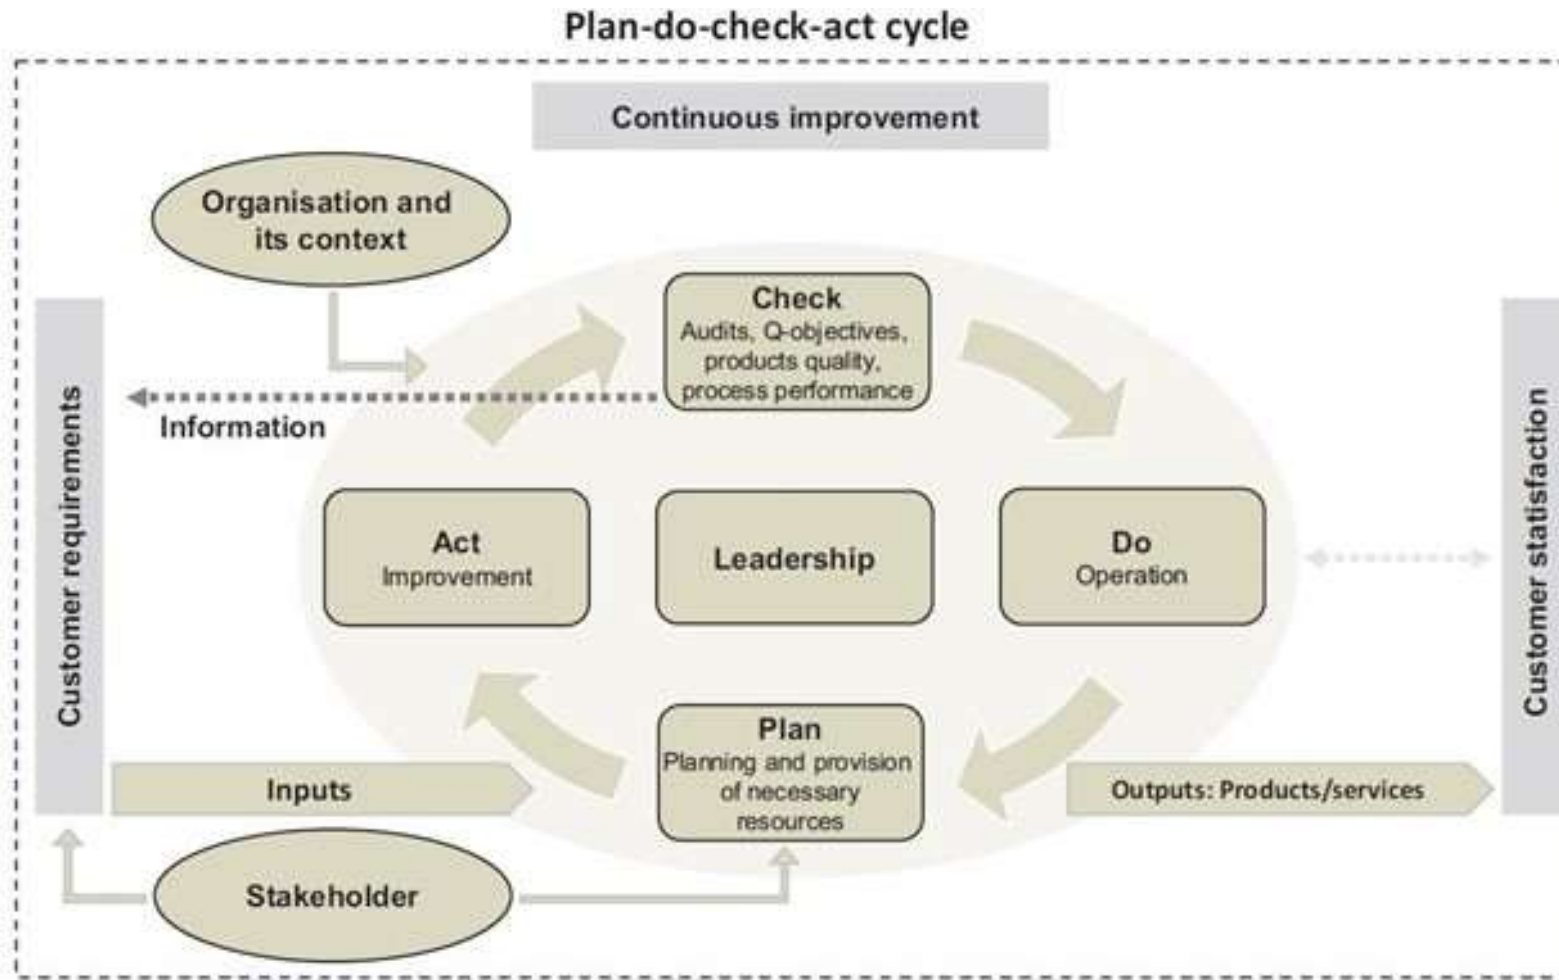 Plan-do-check-act cycle
Continuous improvement
Organisation and
its context
Check
Audits, Q-objectives,
products quality,
process performance
Information
Customer requirements
Customer statisfaction
Act
Improvement
Leadership
Do
Operation
Plan
Planning and provision
of necessary
resources
Inputs
Outputs: Products/services
Stakeholder